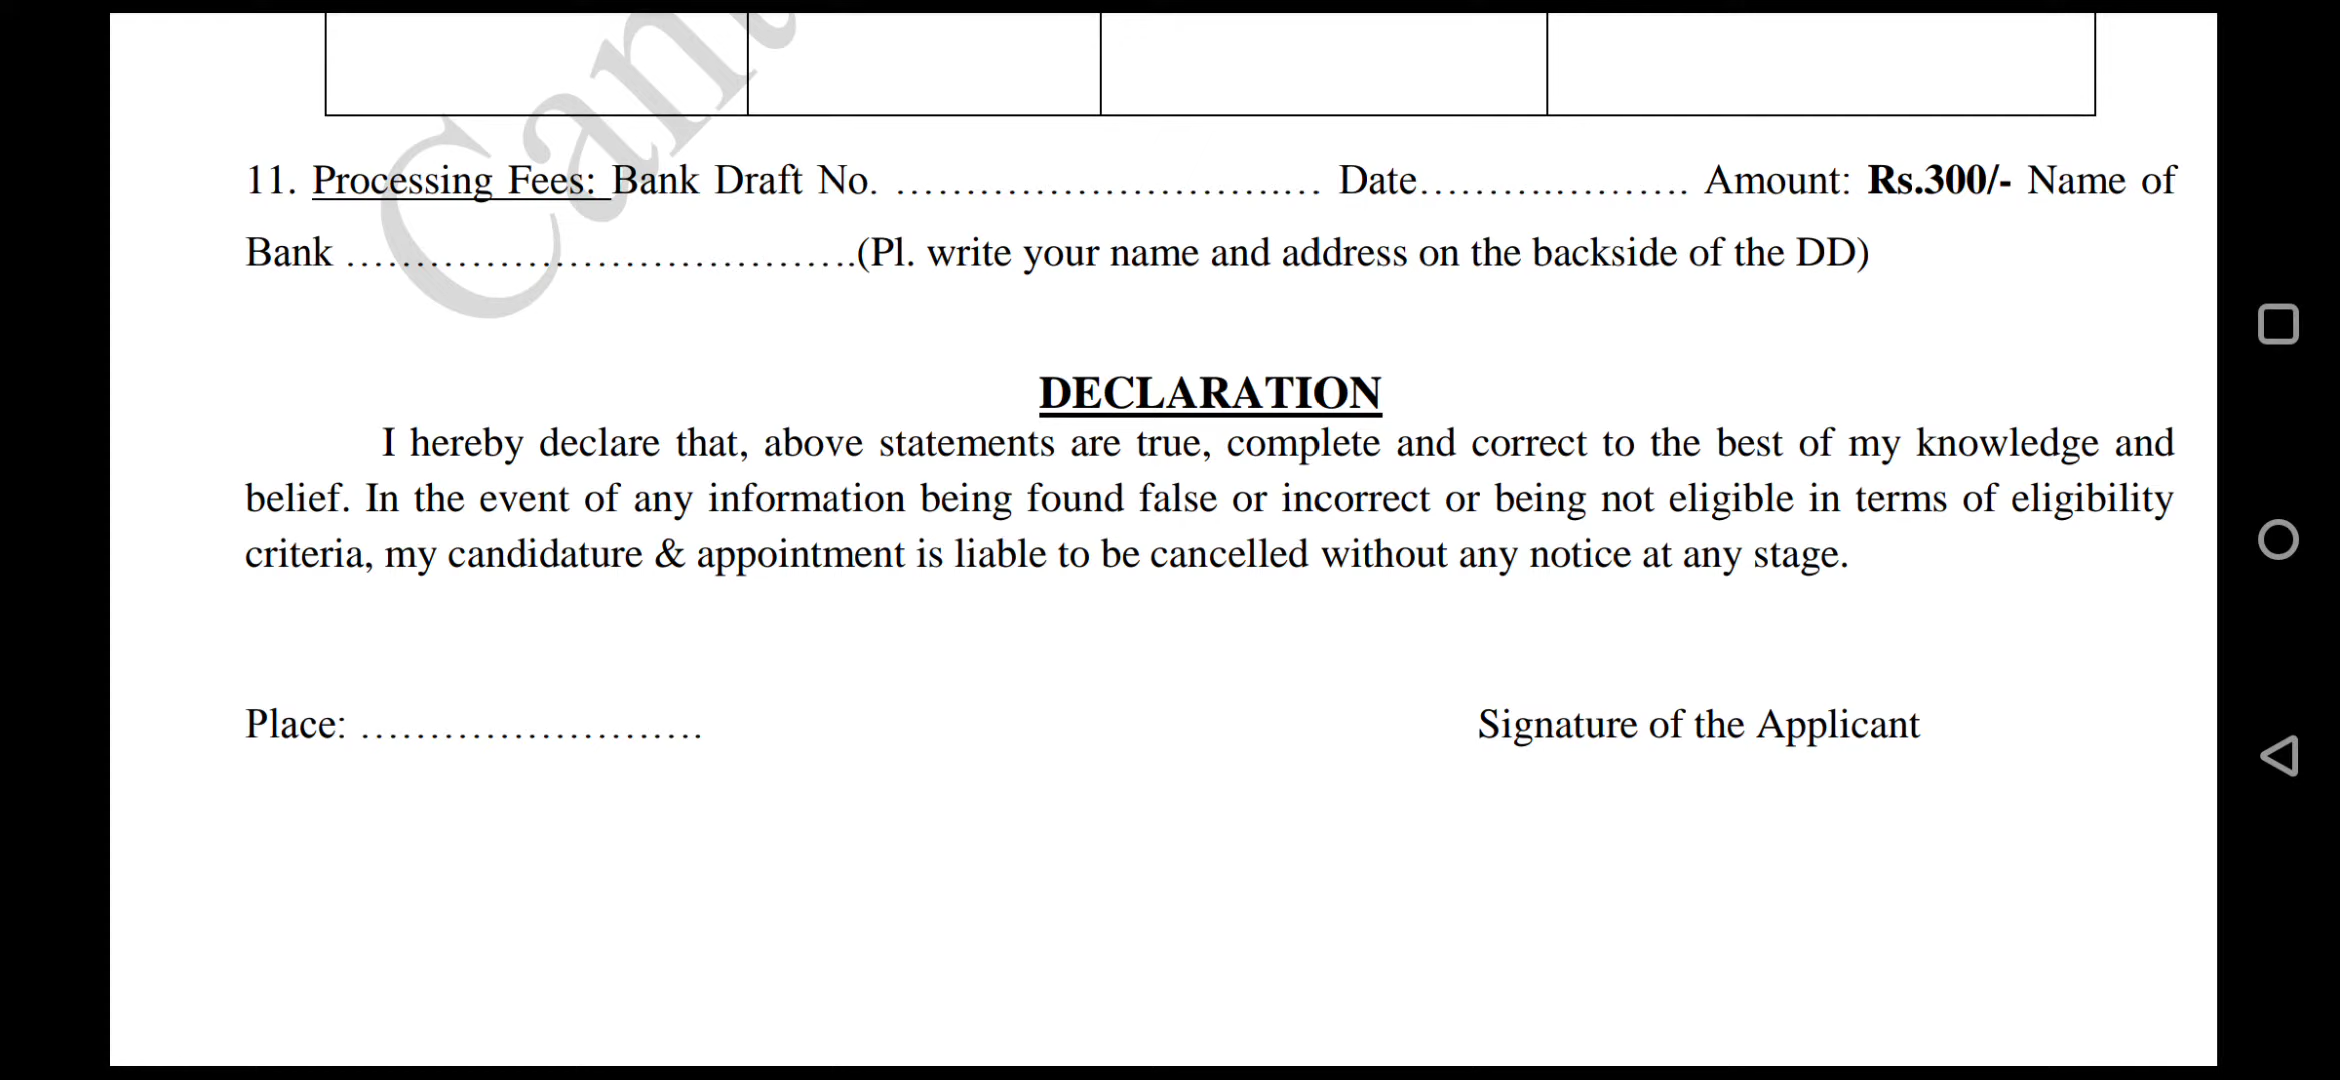 Can
11. Processing Fees: Bank Draft No. ................................ Date.................... Amount: Rs.300/- Name of
Bank ......................................(Pl. write your name and address on the backside of the DD)
DECLARATION
I hereby declare that, above statements are true, complete and correct to the best of my knowledge and
belief. In the event of any information being found false or incorrect or being not eligible in terms of eligibility
criteria, my candidature & appointment is liable to be cancelled without any notice at any stage.
Place: ......................... Signature of the Applicant